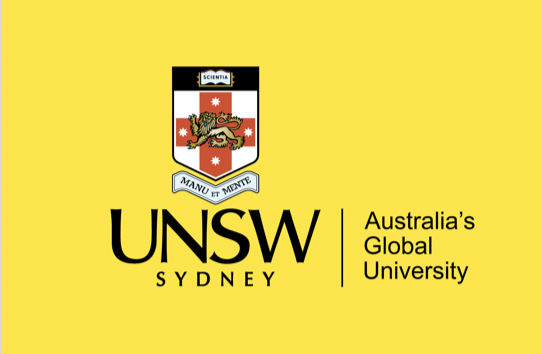 SCIENTIA
MANU ET MENTE
UNSW
SYDNEY
Australia's
Global
University